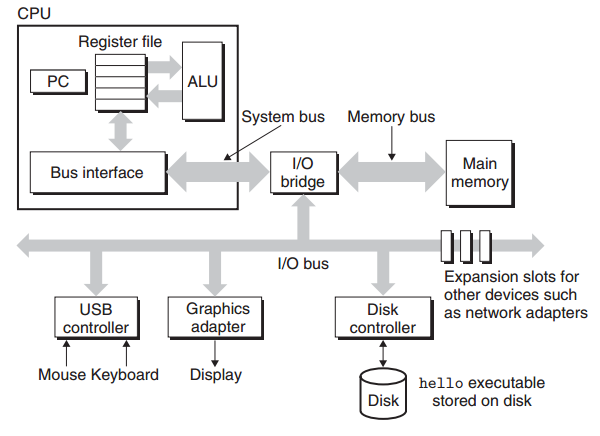 CPU
Register file
PC
ALU
System bus
Memory bus
Bus interface
I/O
bridge
Main
memory
I/O bus
Expansion slots for
other devices such
as network adapters
USB
controller
Graphics
adapter
Disk
controller
Mouse Keyboard
Display
Disk
hello executable
stored on disk